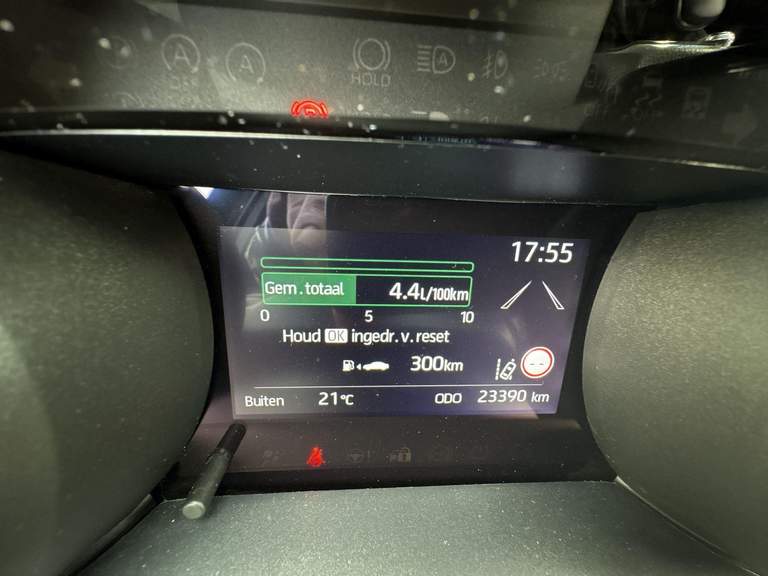 A
A
HOLD
A
P
17:55
Gem.totaal 4.4L/100km
0 5 10
Houd OK ingedr.v.reset
300km
Buiten 21°C ODO 23390 km